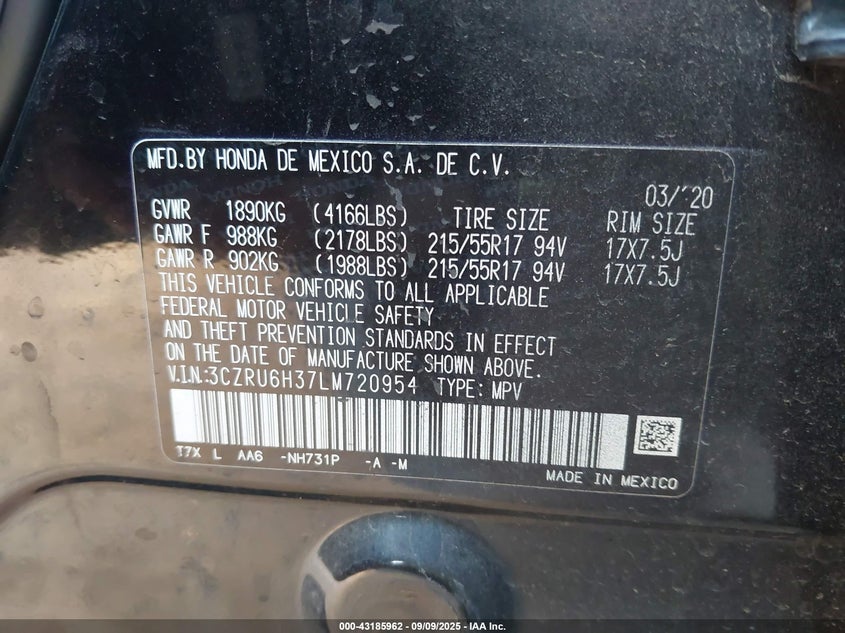 MFD.BY HONDA DE MEXICO S.A. DE C.V.
03/'20
GVWR 1890KG (4166LBS) TIRE SIZE RIM SIZE
GAWR F 988KG (2178LBS) 215/55R17 94V 17X7.5J
GAWR R 902KG (1988LBS) 215/55R17 94V 17X7.5J
THIS VEHICLE CONFORMS TO ALL APPLICABLE
FEDERAL MOTOR VEHICLE SAFETY
AND THEFT PREVENTION STANDARDS IN EFFECT
ON THE DATE OF MANUFACTURE SHOWN ABOVE.
V.I.N.:3CZRU6H37LM720954 TYPE: MPV
T7X L AA6 -NH731P -A -M
MADE IN MEXICO
000-43185962 - 09/09/2025 - IAA Inc.